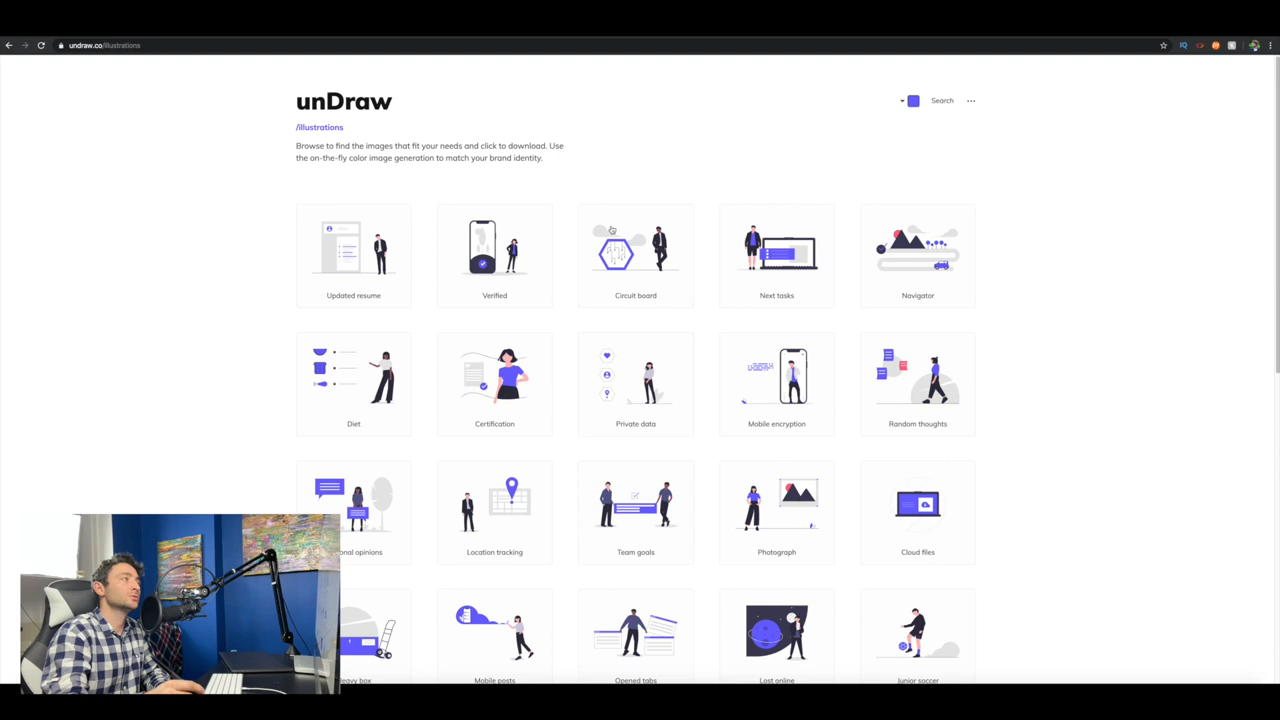 undraw.co/illustrations
unDraw
Search
/illustrations
Browse to find the images that fit your needs and click to download. Use
the on-the-fly color image generation to match your brand identity.
Updated resume
Verified
Circuit board
Next tasks
Navigator
Diet
Certification
Private data
Mobile encryption
Random thoughts
onal opinions
Location tracking
Team goals
Photograph
Cloud files
heavy box
Mobile posts
Opened tabs
Lost online
Junior soccer